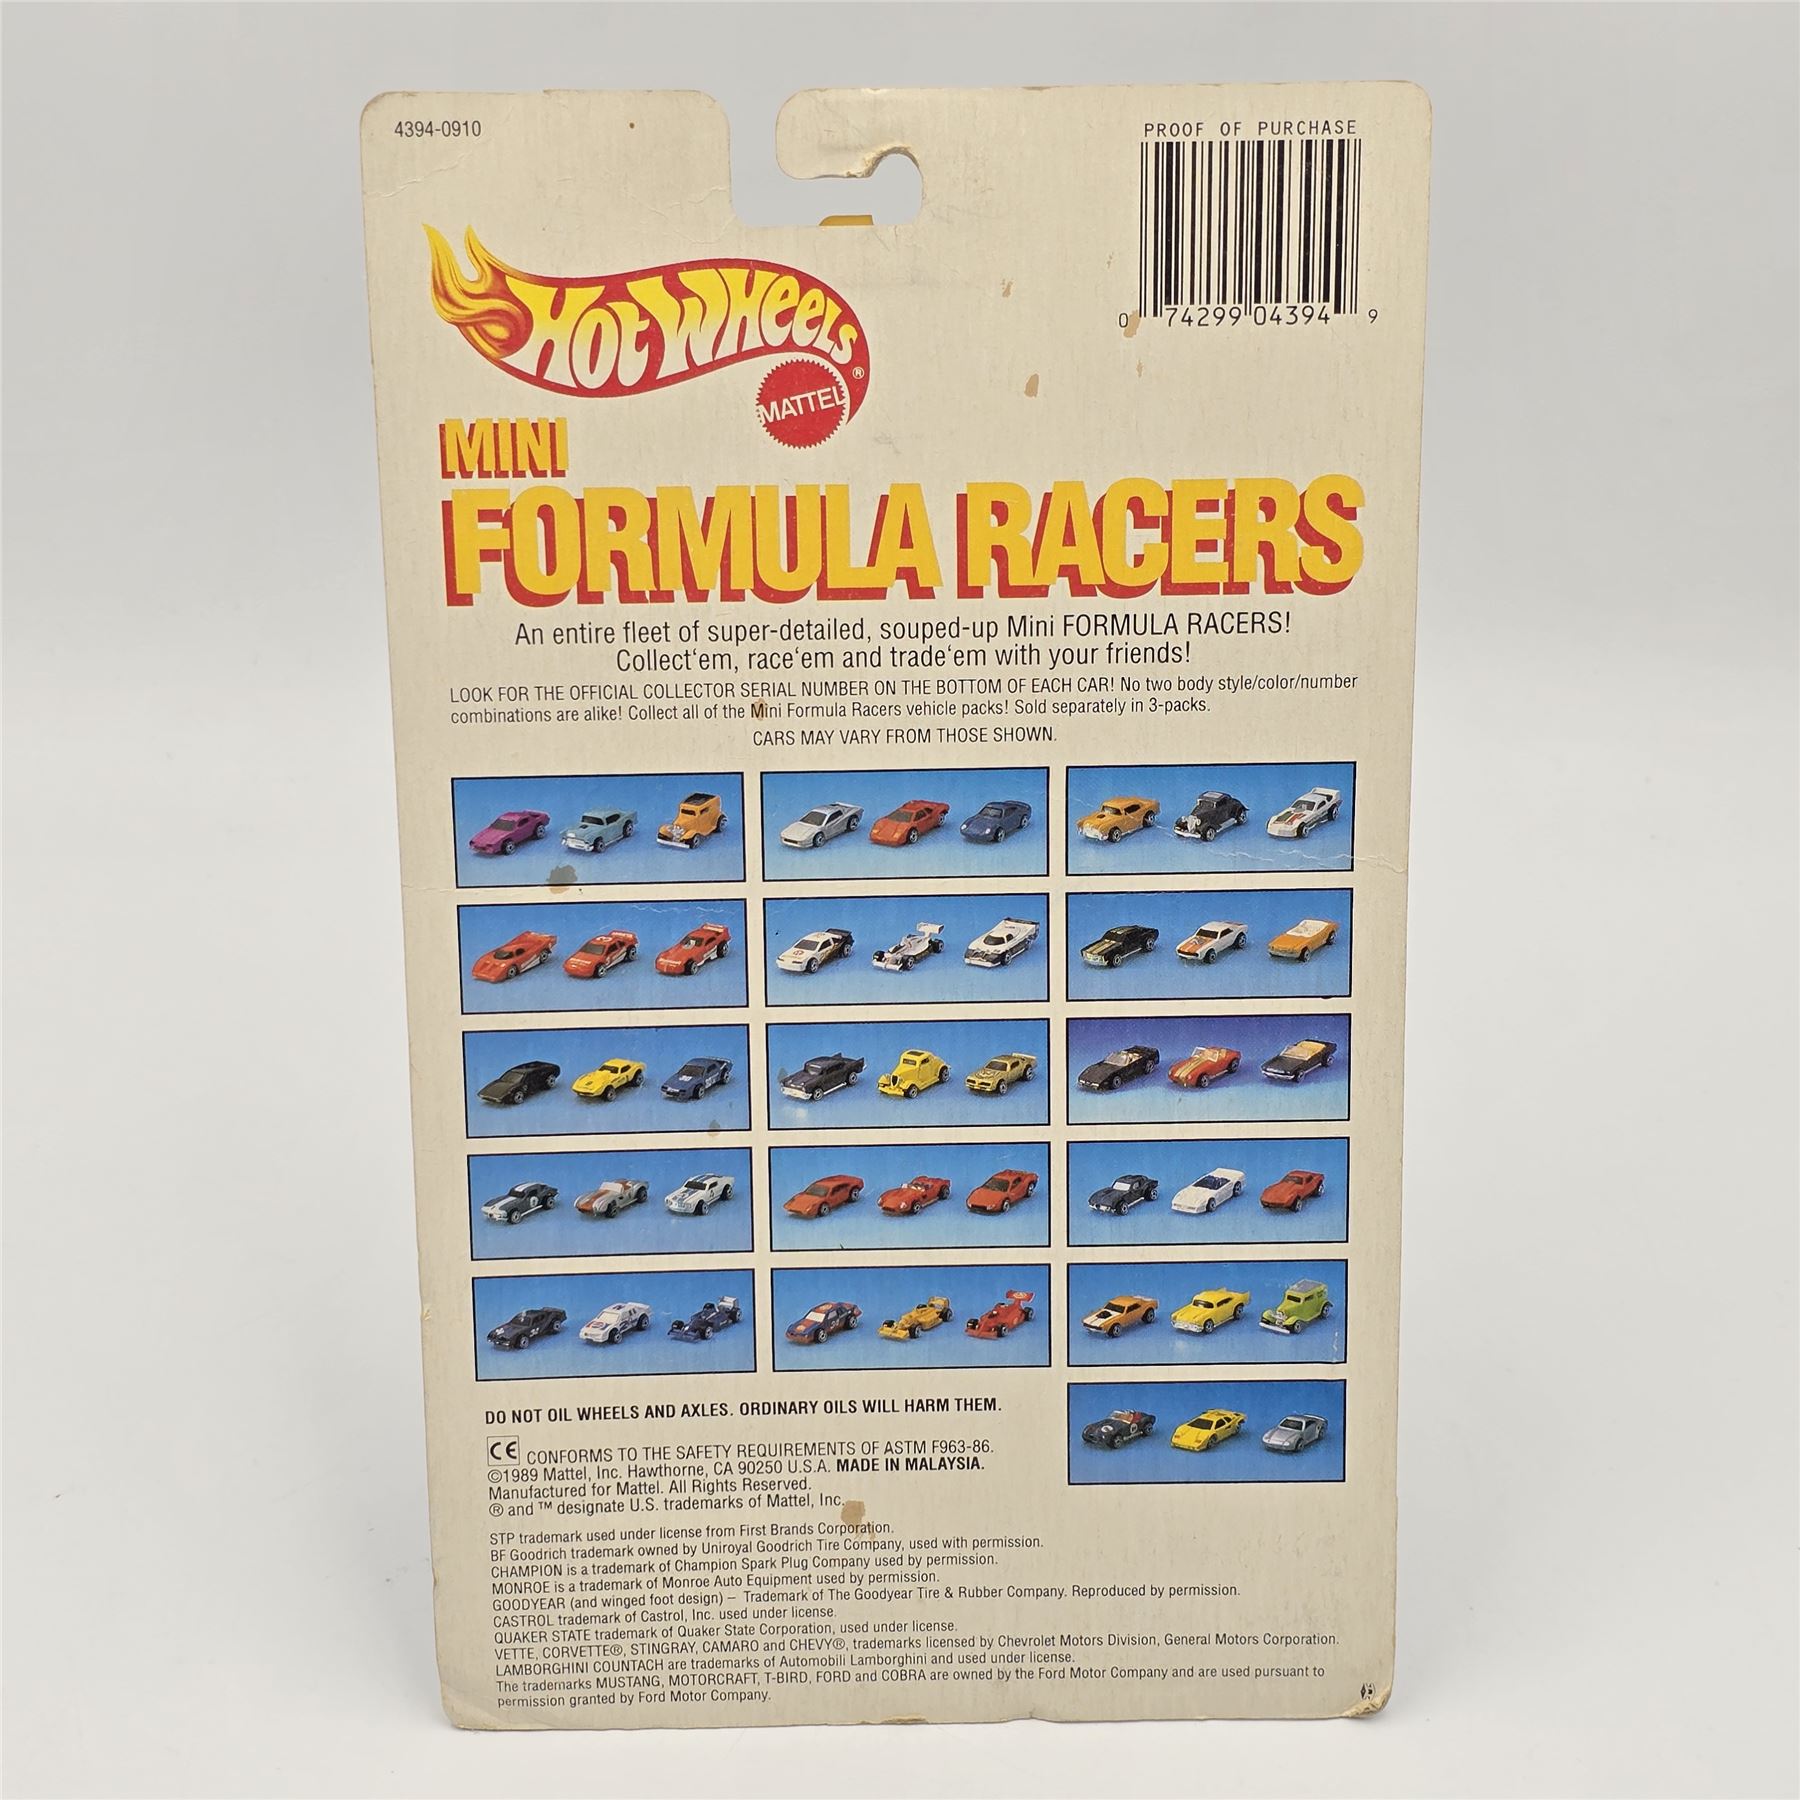 4394-0910
PROOF OF PURCHASE
0 74299 04394 9
HOT WHEELS
®
MATTEL
MINI
FORMULA RACERS
An entire fleet of super-detailed, souped-up Mini FORMULA RACERS!
Collect‘em, race‘em and trade‘em with your friends!
LOOK FOR THE OFFICIAL COLLECTOR SERIAL NUMBER ON THE BOTTOM OF EACH CAR! No two body style/color/number
combinations are alike! Collect all of the Mini Formula Racers vehicle packs! Sold separately in 3-packs.
CARS MAY VARY FROM THOSE SHOWN.
DO NOT OIL WHEELS AND AXLES. ORDINARY OILS WILL HARM THEM.
CE CONFORMS TO THE SAFETY REQUIREMENTS OF ASTM F963-86.
©1989 Mattel, Inc. Hawthorne, CA 90250 U.S.A. MADE IN MALAYSIA.
Manufactured for Mattel. All Rights Reserved.
® and ™ designate U.S. trademarks of Mattel, Inc.
STP trademark used under license from First Brands Corporation.
BF Goodrich trademark owned by Uniroyal Goodrich Tire Company, used with permission.
CHAMPION is a trademark of Champion Spark Plug Company used by permission.
MONROE is a trademark of Monroe Auto Equipment used by permission.
GOODYEAR (and winged foot design) – Trademark of The Goodyear Tire & Rubber Company. Reproduced by permission.
CASTROL trademark of Castrol, Inc. used under license.
QUAKER STATE trademark of Quaker State Corporation, used under license.
VETTE, CORVETTE®, STINGRAY, CAMARO and CHEVY®, trademarks licensed by Chevrolet Motors Division, General Motors Corporation.
LAMBORGHINI COUNTACH are trademarks of Automobili Lamborghini and used under license.
The trademarks MUSTANG, MOTORCRAFT, T-BIRD, FORD and COBRA are owned by the Ford Motor Company and are used pursuant to
permission granted by Ford Motor Company.